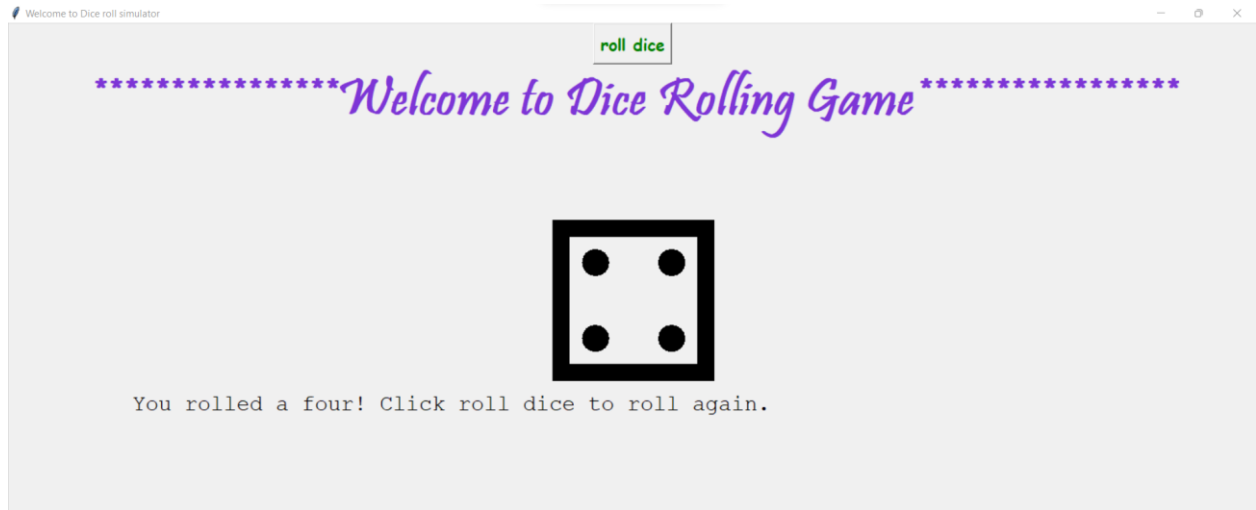 Welcome to Dice roll simulator
roll dice
****************Welcome to Dice Rolling Game*****************
You rolled a four! Click roll dice to roll again.